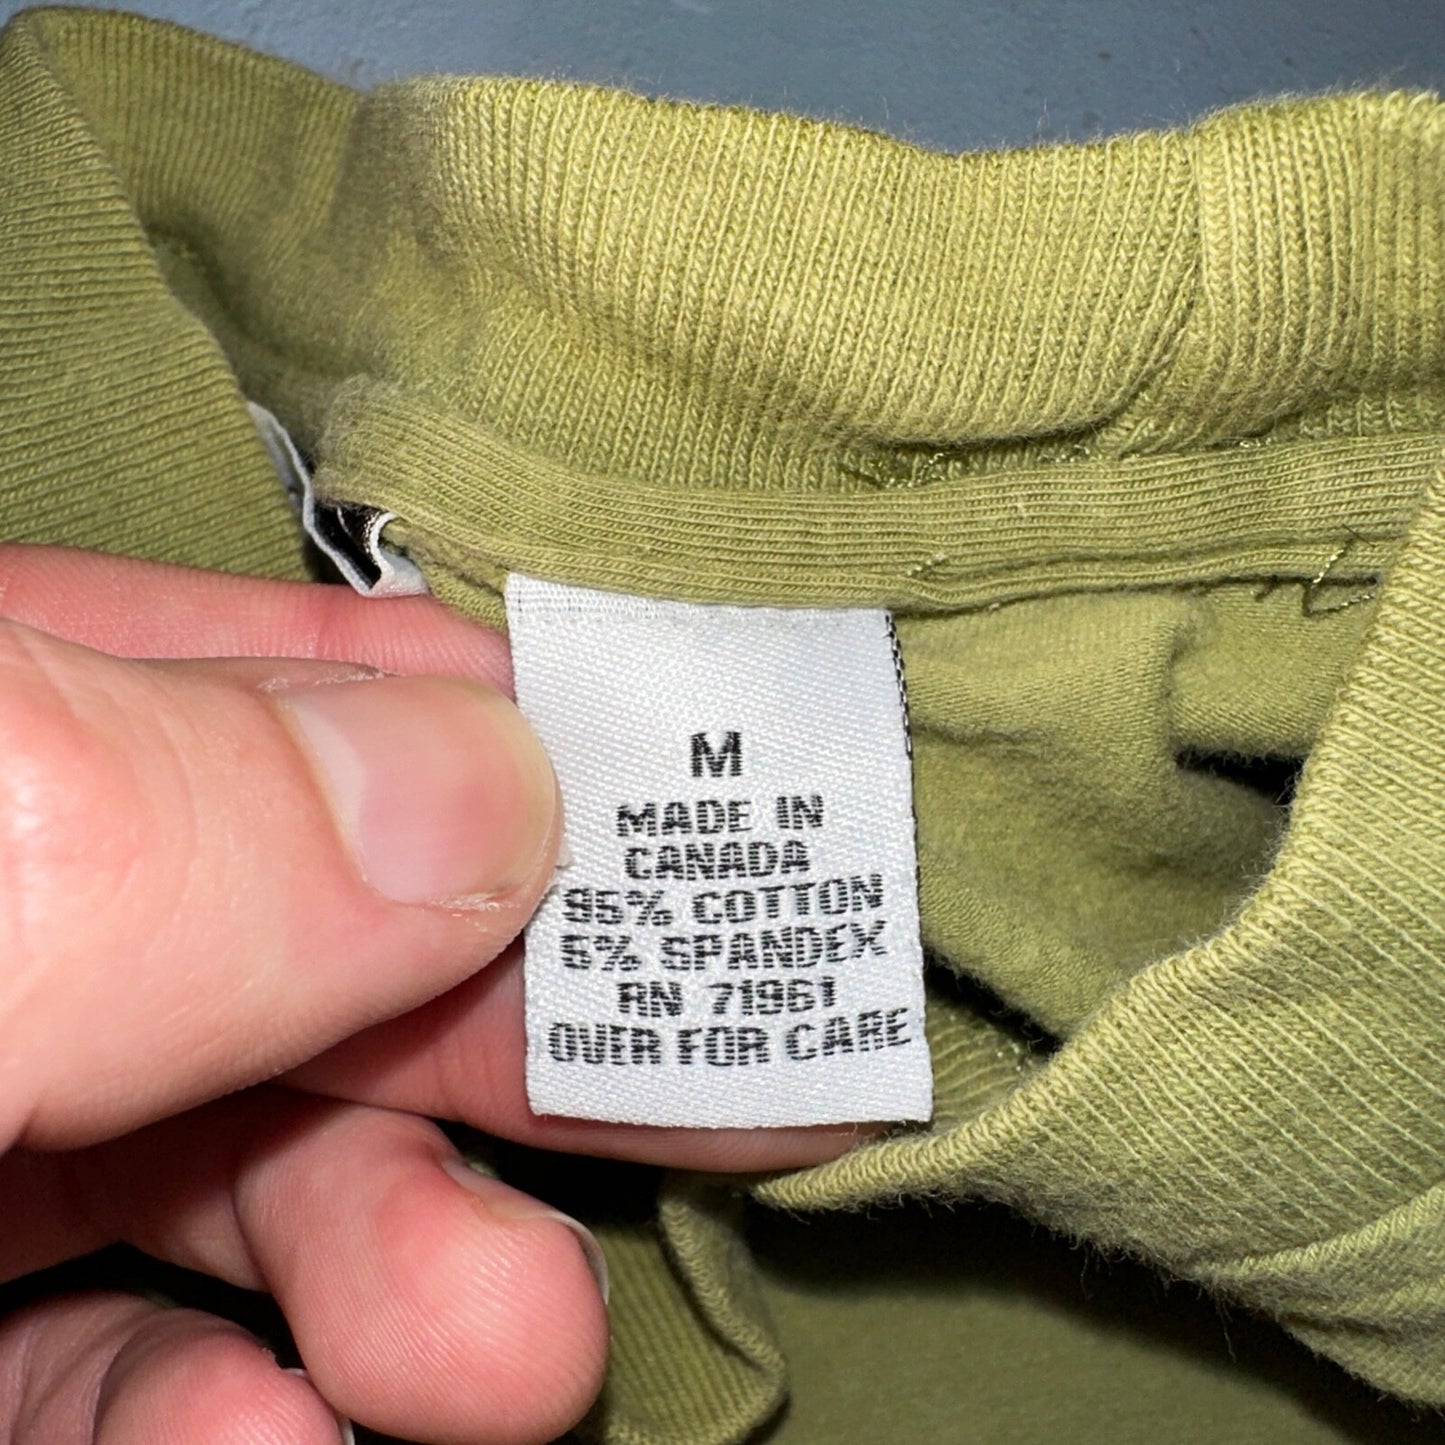 M
MADE IN
CANADA
95% COTTON
5% SPANDEX
RN 71961
OVER FOR CARE